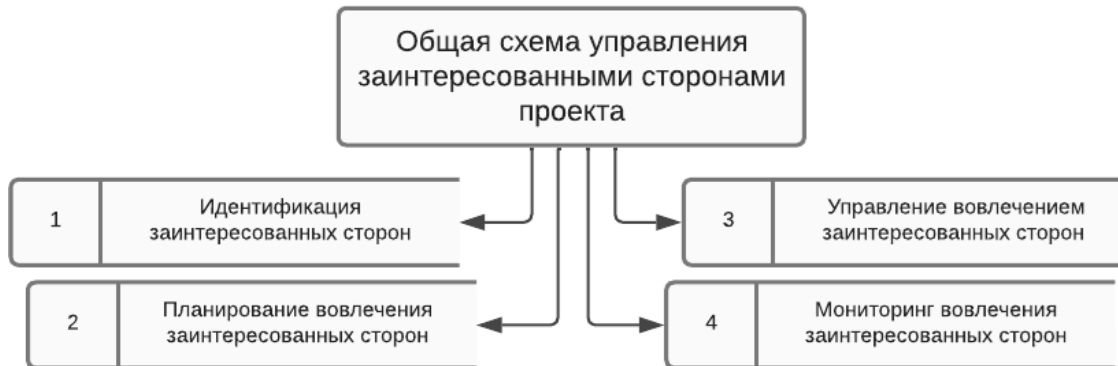 Общая схема управления
заинтересованными сторонами
проекта
1
Идентификация
заинтересованных сторон
2
Планирование вовлечения
заинтересованных сторон
3
Управление вовлечением
заинтересованных сторон
4
Мониторинг вовлечения
заинтересованных сторон